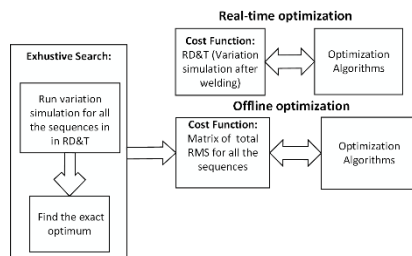 Real-time optimization
Exhustive Search:
Run variation
simulation for all
the sequences in
in RD&T
Find the exact
optimum
Cost Function:
RD&T (Variation
simulation after
welding)
Optimization
Algorithms
Offline optimization
Cost Function:
Matrix of total
RMS for all the
sequences
Optimization
Algorithms